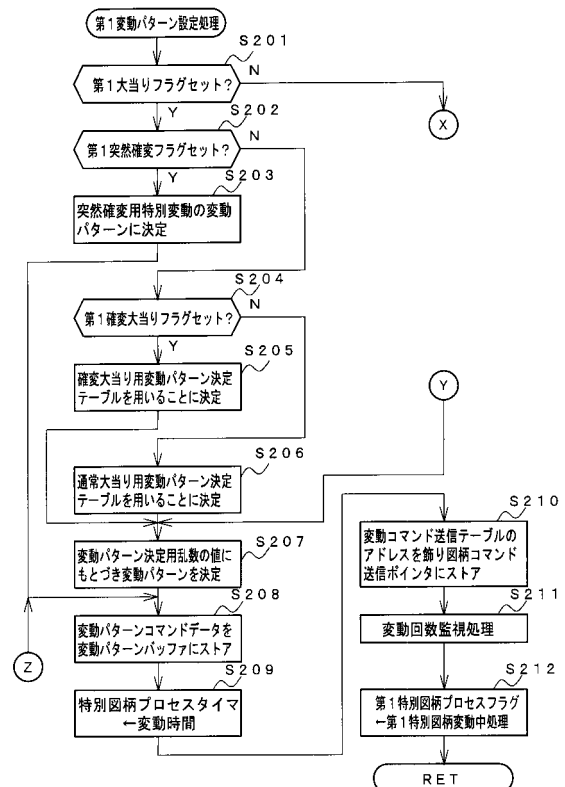 第1変動パターン設定処理
S201
第1大当りフラグセット?
N
Y
X
S202
第1突然確変フラグセット?
N
Y
S203
突然確変用特別変動の変動
パターンに決定
S204
第1確変大当りフラグセット?
N
Y
S205
確変大当り用変動パターン決定
テーブルを用いることに決定
Y
S206
通常大当り用変動パターン決定
テーブルを用いることに決定
S207
変動パターン決定用乱数の値に
もとづき変動パターンを決定
S208
変動パターンコマンドデータを
変動パターンバッファにストア
Z
S209
特別図柄プロセスタイマ
←変動時間
S210
変動コマンド送信テーブルの
アドレスを飾り図柄コマンド
送信ポインタにストア
S211
変動回数監視処理
S212
第1特別図柄プロセスフラグ
←第1特別図柄変動中処理
RET